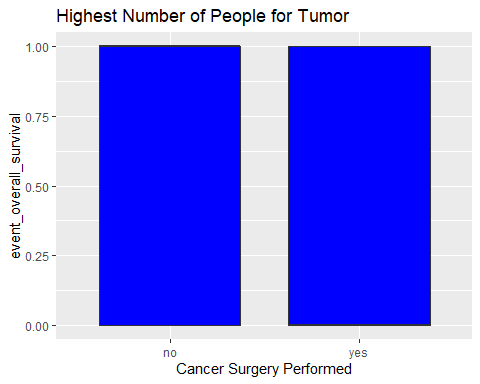 Highest Number of People for Tumor
event_overall_survival
1.00
0.75
0.50
0.25
0.00
no yes
Cancer Surgery Performed